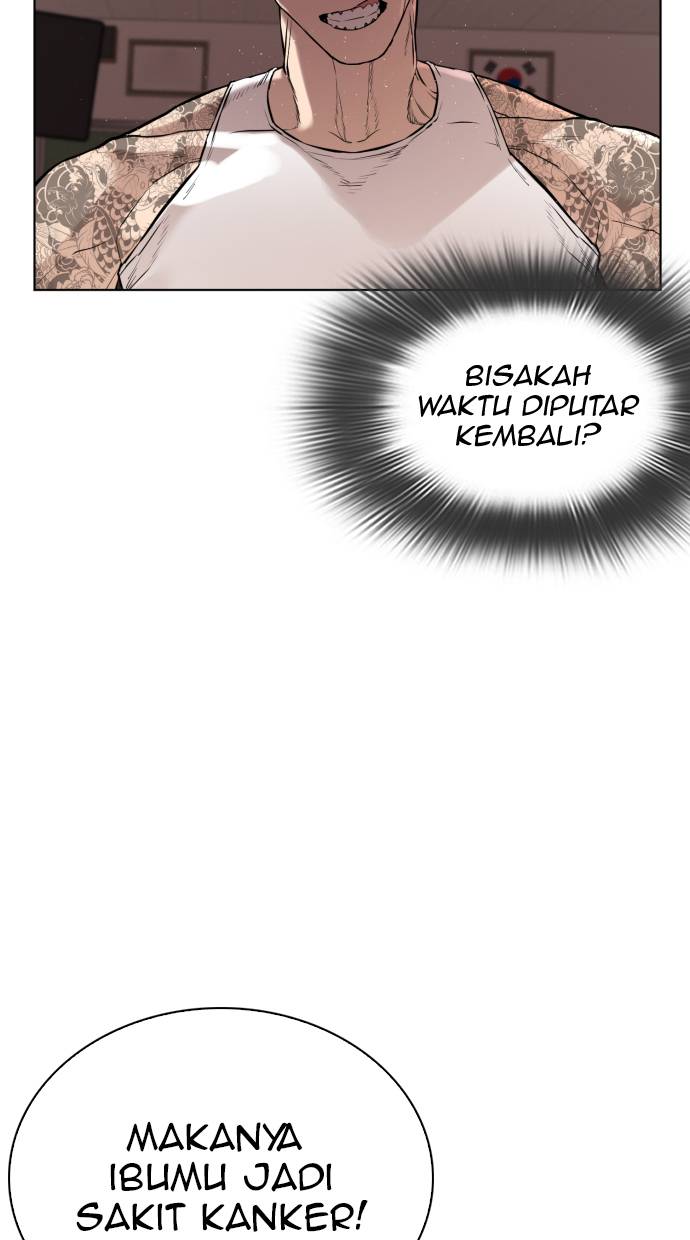 BISAKAH
WAKTU DIPUTAR
KEMBALI?
MAKANYA
IBUMU JADI
SAKIT KANKER!